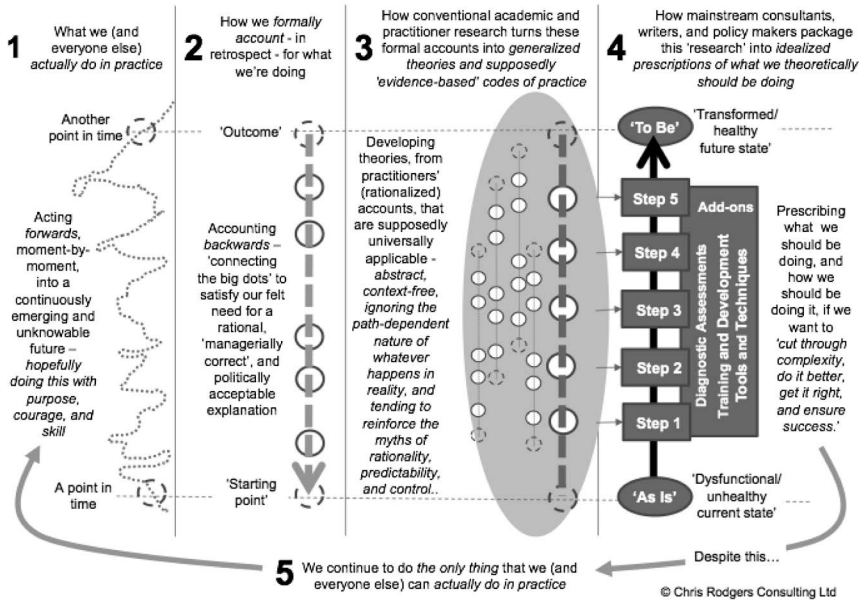 1
What we (and
everyone else)
actually do in practice
Another
point in time
Acting
forwards,
moment-by-
moment,
into a
continuously
emerging and
unknowable
future –
hopefully
doing this with
purpose,
courage, and
skill
A point in
time
2
How we formally
account - in
retrospect - for what
we're doing
'Outcome'
Accounting
backwards –
'connecting
the big dots' to
satisfy our felt
need for a
rational,
'managerially
correct', and
politically
acceptable
explanation
'Starting
point'
3
How conventional academic and
practitioner research turns these
formal accounts into generalized
theories and supposedly
'evidence-based' codes of practice
Developing
theories, from
practitioners'
(rationalized)
accounts, that
are supposedly
universally
applicable -
abstract,
context-free,
ignoring the
path-dependent
nature of
whatever
happens in
reality, and
tending to
reinforce the
myths of
rationality,
predictability,
and control..
4
How mainstream consultants,
writers, and policy makers package
this 'research' into idealized
prescriptions of what we theoretically
should be doing
'To Be'
'Transformed/
healthy
future state'
Step 5
Step 4
Step 3
Step 2
Step 1
Add-ons
Diagnostic Assessments
Training and Development
Tools and Techniques
'As Is'
'Dysfunctional/
unhealthy
current state'
Prescribing
what we
should be
doing, and
how we
should be
doing it, if we
want to
'cut through
complexity,
do it better,
get it right,
and ensure
success.'
Despite this…
5
We continue to do the only thing that we (and
everyone else) can actually do in practice
© Chris Rodgers Consulting Ltd